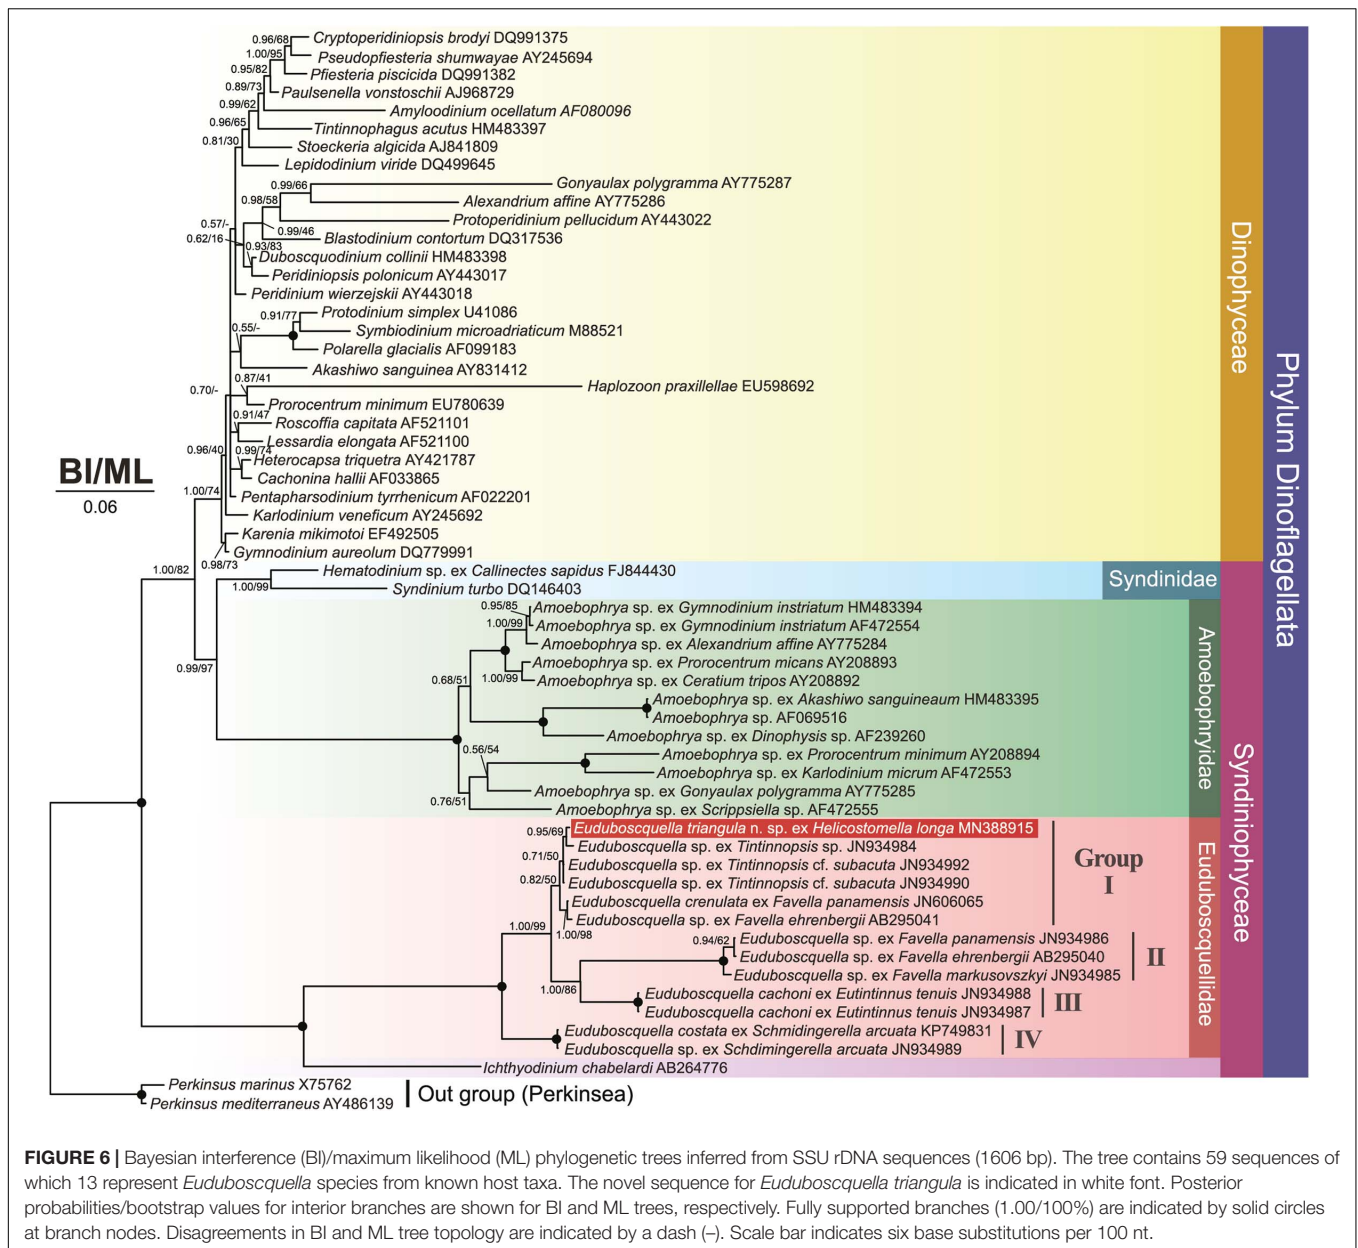 0.96/68
Cryptoperidiniopsis brodyi DQ991375
1.00/95
Pseudopfiesteria shumwayae AY245694
0.95/82
Pfiesteria piscicida DQ991382
0.89/73
Paulsenella vonstoschii AJ968729
0.99/62
Amyloodinium ocellatum AF080096
0.96/65
Tintinnophagus acutus HM483397
0.81/30
Stoeckeria algicida AJ841809
Lepidodinium viride DQ499645
0.99/66
Gonyaulax polygramma AY775287
0.98/58
Alexandrium affine AY775286
Protoperidinium pellucidum AY443022
0.57/-
0.99/46
0.62/16
Blastodinium contortum DQ317536
0.93/83
Duboscquodinium collinii HM483398
Peridiniopsis polonicum AY443017
Peridinium wierzejskii AY443018
0.91/77
Protodinium simplex U41086
0.55/-
Symbiodinium microadriaticum M88521
Polarella glacialis AF099183
Akashiwo sanguinea AY831412
0.87/41
0.70/-
Haplozoon praxillellae EU598692
Prorocentrum minimum EU780639
0.91/47
Roscoffia capitata AF521101
Lessardia elongata AF521100
0.96/40
0.99/74
Heterocapsa triquetra AY421787
Cachonina hallii AF033865
1.00/74
Pentapharsodinium tyrrhenicum AF022201
Karlodinium veneficum AY245692
Karenia mikimotoi EF492505
Gymnodinium aureolum DQ779991
0.98/73
BI/ML
0.06
Dinophyceae
Phylum Dinoflagellata
1.00/82
Hematodinium sp. ex Callinectes sapidus FJ844430
1.00/99
Syndinium turbo DQ146403
Syndinidae
0.95/85
Amoebophrya sp. ex Gymnodinium instriatum HM483394
1.00/99
Amoebophrya sp. ex Gymnodinium instriatum AF472554
Amoebophrya sp. ex Alexandrium affine AY775284
0.99/97
Amoebophrya sp. ex Prorocentrum micans AY208893
0.68/51
1.00/99
Amoebophrya sp. ex Ceratium tripos AY208892
Amoebophrya sp. ex Akashiwo sanguineaum HM483395
Amoebophrya sp. AF069516
Amoebophrya sp. ex Dinophysis sp. AF239260
0.56/54
Amoebophrya sp. ex Prorocentrum minimum AY208894
Amoebophrya sp. ex Karlodinium micrum AF472553
Amoebophrya sp. ex Gonyaulax polygramma AY775285
0.76/51
Amoebophrya sp. ex Scrippsiella sp. AF472555
Amoebophryidae
Syndiniophyceae
0.95/69
Euduboscquella triangula n. sp. ex Helicostomella longa MN388915
Euduboscquella sp. ex Tintinnopsis sp. JN934984
0.71/50
Euduboscquella sp. ex Tintinnopsis cf. subacuta JN934992
0.82/50
Euduboscquella sp. ex Tintinnopsis cf. subacuta JN934990
Euduboscquella crenulata ex Favella panamensis JN606065
Euduboscquella sp. ex Favella ehrenbergii AB295041
Group
I
1.00/99
1.00/98
0.94/62
Euduboscquella sp. ex Favella panamensis JN934986
Euduboscquella sp. ex Favella ehrenbergii AB295040
Euduboscquella sp. ex Favella markusovszkyi JN934985
II
1.00/86
Euduboscquella cachoni ex Eutintinnus tenuis JN934988
Euduboscquella cachoni ex Eutintinnus tenuis JN934987
III
Euduboscquella costata ex Schmidingerella arcuata KP749831
Euduboscquella sp. ex Schdimingerella arcuata JN934989
IV
Euduboscquellidae
Ichthyodinium chabelardi AB264776
Perkinsus marinus X75762
Perkinsus mediterraneus AY486139
Out group (Perkinsea)
FIGURE 6 | Bayesian interference (BI)/maximum likelihood (ML) phylogenetic trees inferred from SSU rDNA sequences (1606 bp). The tree contains 59 sequences of
which 13 represent Euduboscquella species from known host taxa. The novel sequence for Euduboscquella triangula is indicated in white font. Posterior
probabilities/bootstrap values for interior branches are shown for BI and ML trees, respectively. Fully supported branches (1.00/100%) are indicated by solid circles
at branch nodes. Disagreements in BI and ML tree topology are indicated by a dash (–). Scale bar indicates six base substitutions per 100 nt.